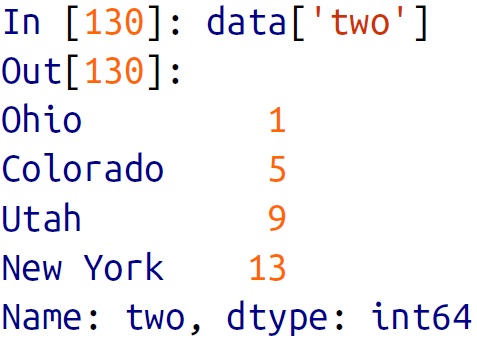 In [130]: data['two']
Out[130]:
Ohio         1
Colorado     5
Utah         9
New York    13
Name: two, dtype: int64